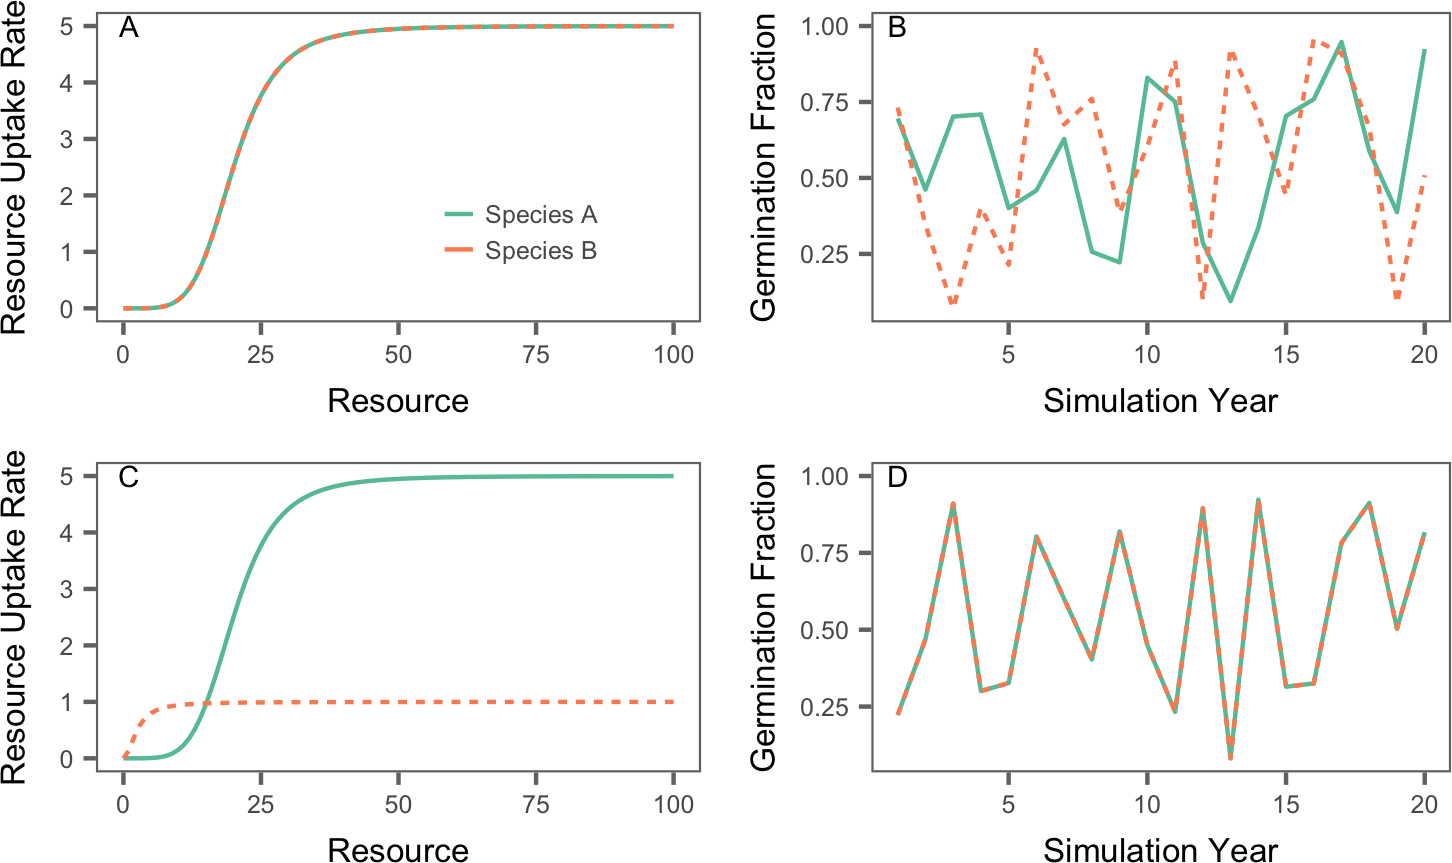 A
Resource Uptake Rate
5
4
3
2
1
0
Species A
Species B
0 25 50 75 100
Resource
B
Germination Fraction
1.00
0.75
0.50
0.25
5 10 15 20
Simulation Year
C
Resource Uptake Rate
5
4
3
2
1
0
0 25 50 75 100
Resource
D
Germination Fraction
1.00
0.75
0.50
0.25
5 10 15 20
Simulation Year